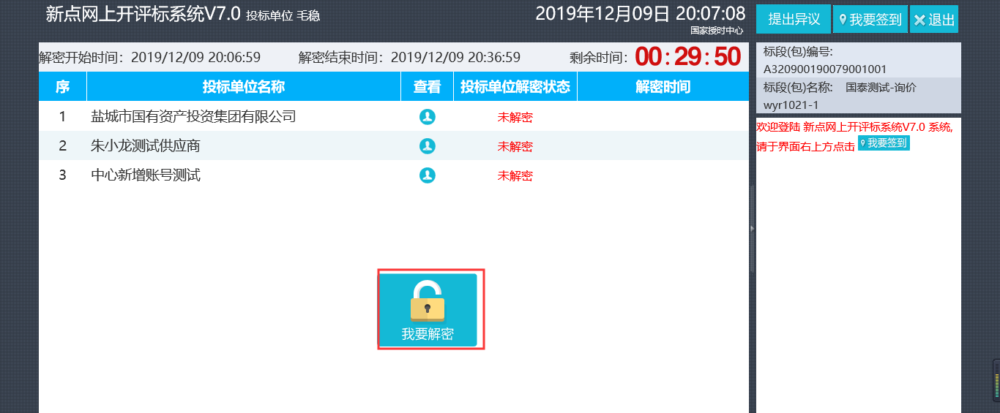 新点网上开评标系统V7.0 投标单位 毛稳
2019年12月09日 20:07:08
国家授时中心
提出异议 我要签到 退出
解密开始时间：2019/12/09 20:06:59 解密结束时间：2019/12/09 20:36:59 剩余时间：00:29:50
序 投标单位名称 查看 投标单位解密状态 解密时间
1 盐城市国有资产投资集团有限公司 未解密
2 朱小龙测试供应商 未解密
3 中心新增账号测试 未解密
我要解密
标段(包)编号:
A320900190079001001
标段(包)名称: 国泰测试-询价
wyr1021-1
欢迎登陆 新点网上开评标系统V7.0 系统,
请于界面右上方点击 我要签到